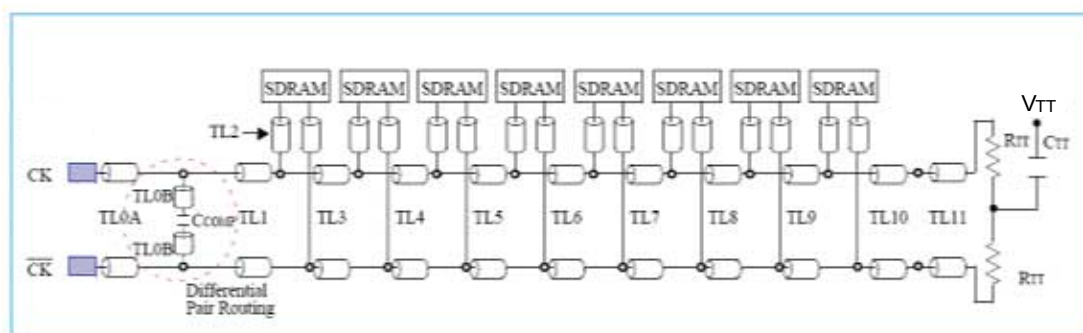 SDRAM SDRAM SDRAM SDRAM SDRAM SDRAM SDRAM SDRAM
VTT
TL2
RTT CTT
CK
TL0B
TL0A CCOMP TL1 TL3 TL4 TL5 TL6 TL7 TL8 TL9 TL10 TL11
TL0B
CK
RTT
Differential
Pair Routing